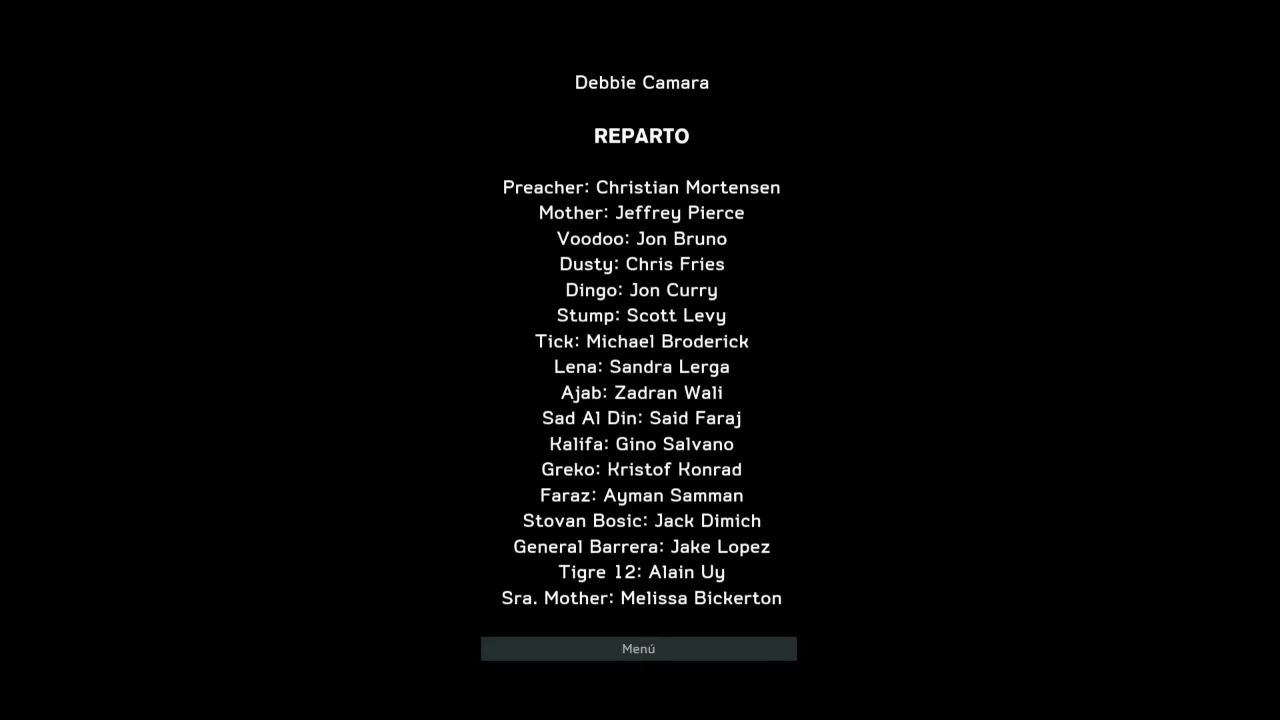 Debbie Camara
REPARTO
Preacher: Christian Mortensen
Mother: Jeffrey Pierce
Voodoo: Jon Bruno
Dusty: Chris Fries
Dingo: Jon Curry
Stump: Scott Levy
Tick: Michael Broderick
Lena: Sandra Lerga
Ajab: Zadran Wali
Sad Al Din: Said Faraj
Kalifa: Gino Salvano
Greko: Kristof Konrad
Faraz: Ayman Samman
Stovan Bosic: Jack Dimich
General Barrera: Jake Lopez
Tigre 12: Alain Uy
Sra. Mother: Melissa Bickerton
Menú